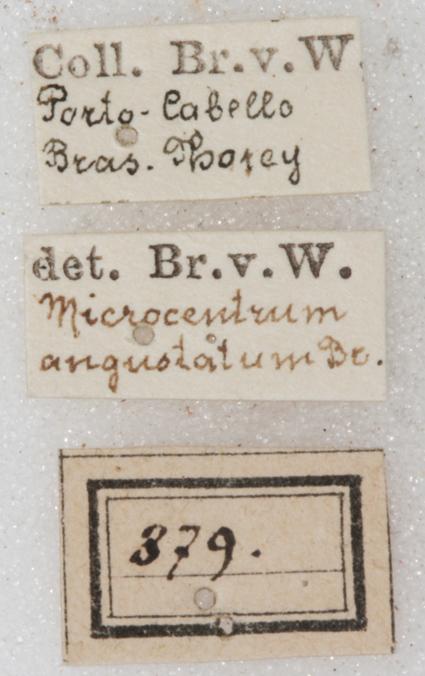 Coll. Br.v.W.
Porto-Cabello
Bras. Thorey
det. Br.v.W.
Microcentrum
angustatum Br.
379.